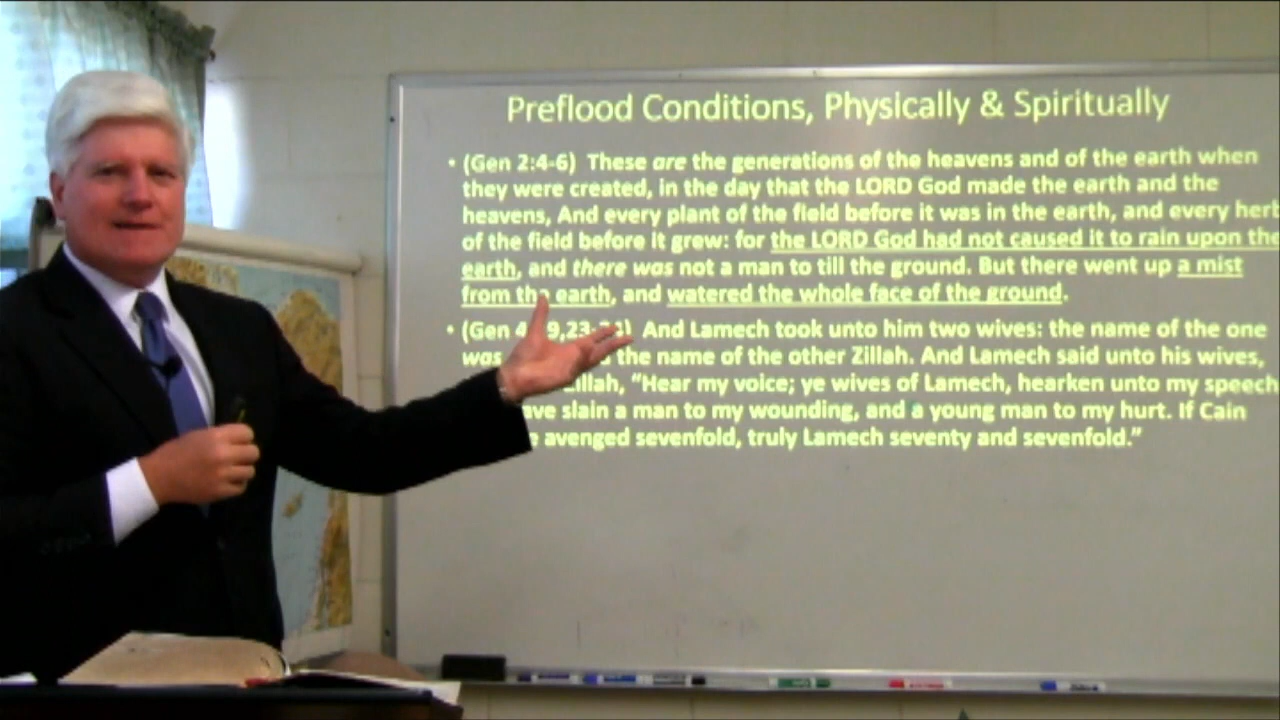 Preflood Conditions, Physically & Spiritually
• (Gen 2:4-6) These are the generations of the heavens and of the earth when
they were created, in the day that the LORD God made the earth and the
heavens, And every plant of the field before it was in the earth, and every herb
of the field before it grew: for the LORD God had not caused it to rain upon the
earth, and there was not a man to till the ground. But there went up a mist
from the earth, and watered the whole face of the ground.
• (Gen And Lamech took unto him two wives: the name of the one
was the name of the other Zillah. And Lamech said unto his wives,
"Hear my voice; ye wives of Lamech, hearken unto my speech
slain a man to my wounding, and a young man to my hurt. If Cain
avenged sevenfold, truly Lamech seventy and sevenfold."